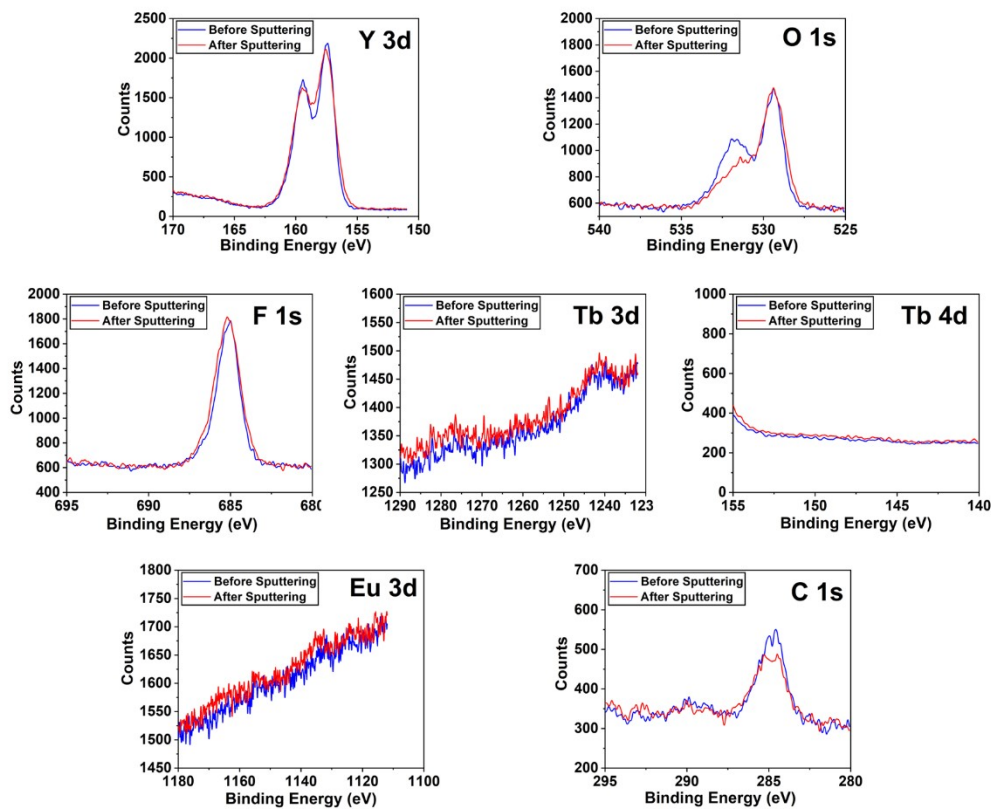 Y 3d
Before Sputtering
After Sputtering
Counts
2500
2000
1500
1000
500
0
170 165 160 155 150
Binding Energy (eV)
O 1s
Before Sputtering
After Sputtering
Counts
2000
1800
1600
1400
1200
1000
800
600
540 535 530 525
Binding Energy (eV)
F 1s
Before Sputtering
After Sputtering
Counts
2000
1800
1600
1400
1200
1000
800
600
400
695 690 685 680
Binding Energy (eV)
Tb 3d
Before Sputtering
After Sputtering
Counts
1600
1550
1500
1450
1400
1350
1300
1250
1290 1280 1270 1260 1250 1240 123
Binding Energy (eV)
Tb 4d
Before Sputtering
After Sputtering
Counts
1000
800
600
400
200
0
155 150 145 140
Binding Energy (eV)
Eu 3d
Before Sputtering
After Sputtering
Counts
1800
1750
1700
1650
1600
1550
1500
1450
1180 1160 1140 1120 1100
Binding Energy (eV)
C 1s
Before Sputtering
After Sputtering
Counts
700
600
500
400
300
200
295 290 285 280
Binding Energy (eV)